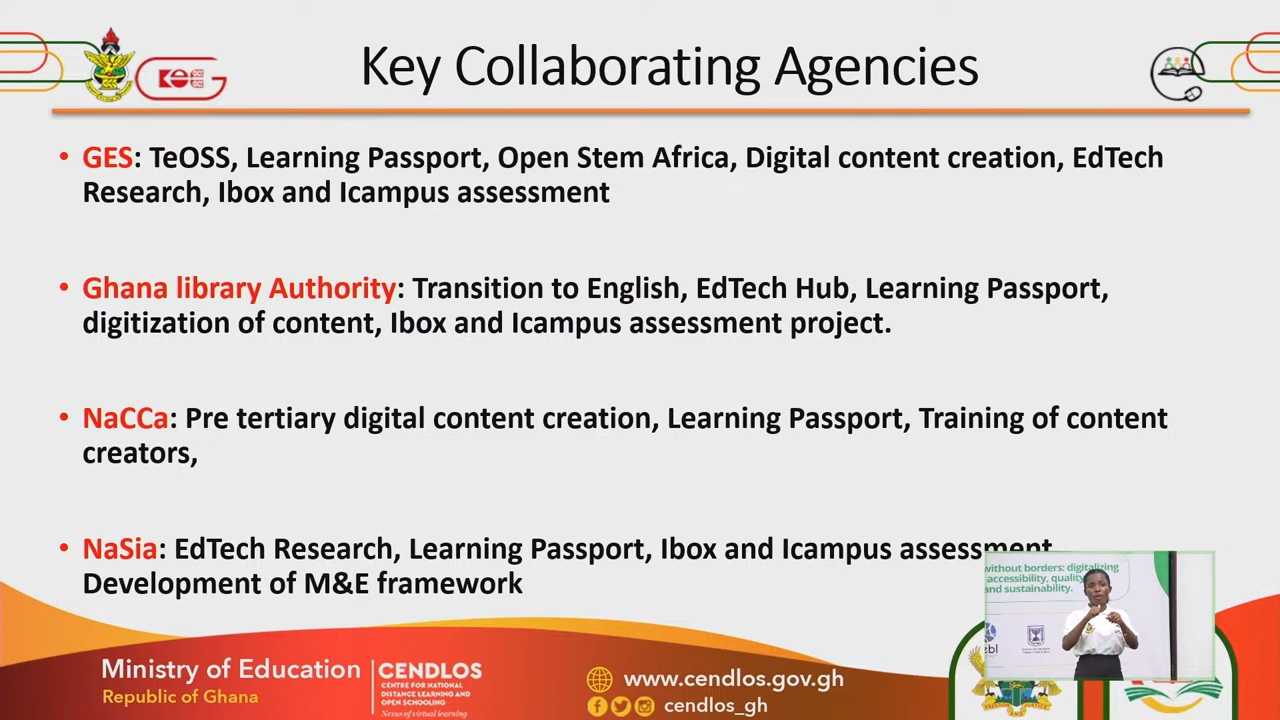 Key Collaborating Agencies
• GES: TeOSS, Learning Passport, Open Stem Africa, Digital content creation, EdTech
Research, Ibox and Icampus assessment
• Ghana library Authority: Transition to English, EdTech Hub, Learning Passport,
digitization of content, Ibox and Icampus assessment project.
• NaCCa: Pre tertiary digital content creation, Learning Passport, Training of content
creators,
• NaSia: EdTech Research, Learning Passport, Ibox and Icampus assessment
Development of M&E framework
without borders: digitalizing
accessibility, quality
and sustainability.
Ministry of Education
Republic of Ghana
CENDLOS
CENTRE FOR NATIONAL
DISTANCE LEARNING AND
OPEN SCHOOLING
Nexus of virtual learning
www.cendlos.gov.gh
cendlos_gh